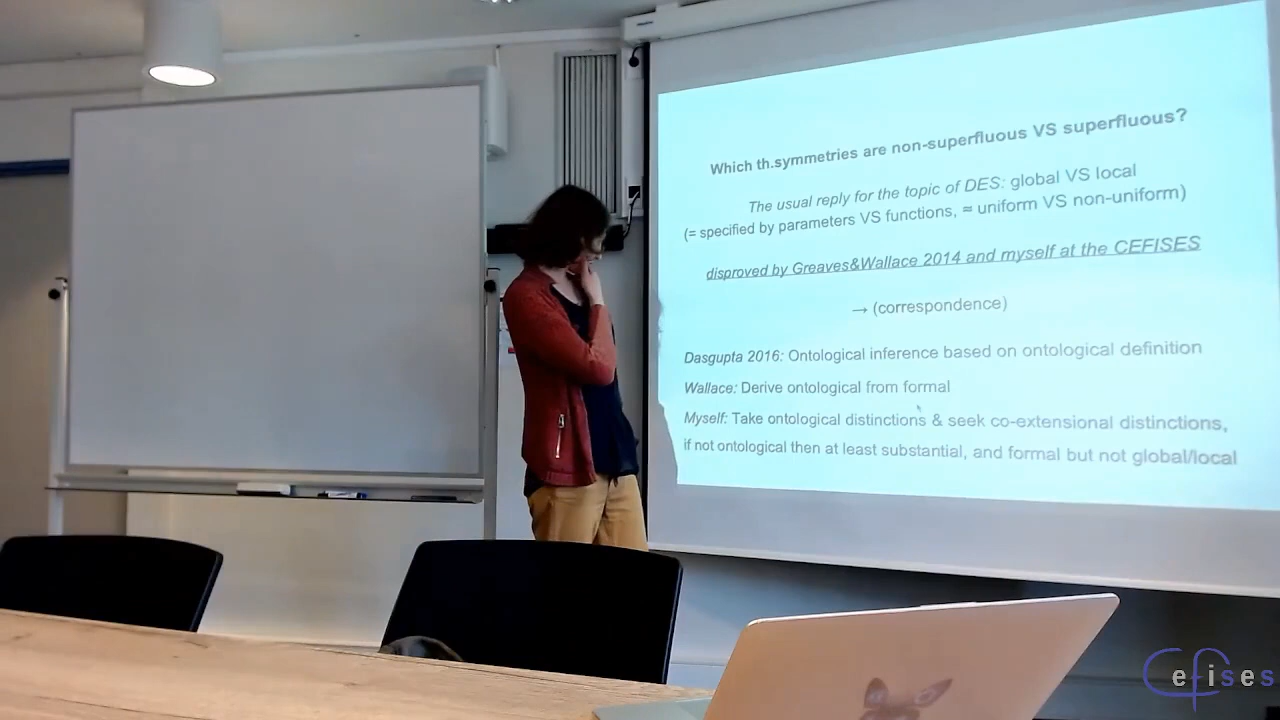 Which th.symmetries are non-superfluous VS superfluous?
The usual reply for the topic of DES: global VS local
(= specified by parameters VS functions, ≈ uniform VS non-uniform)
disproved by Greaves&Wallace 2014 and myself at the CEFISES
→ (correspondence)
Dasgupta 2016: Ontological inference based on ontological definition
Wallace: Derive ontological from formal
Myself: Take ontological distinctions & seek co-extensional distinctions,
if not ontological then at least substantial, and formal but not global/local
Cefises